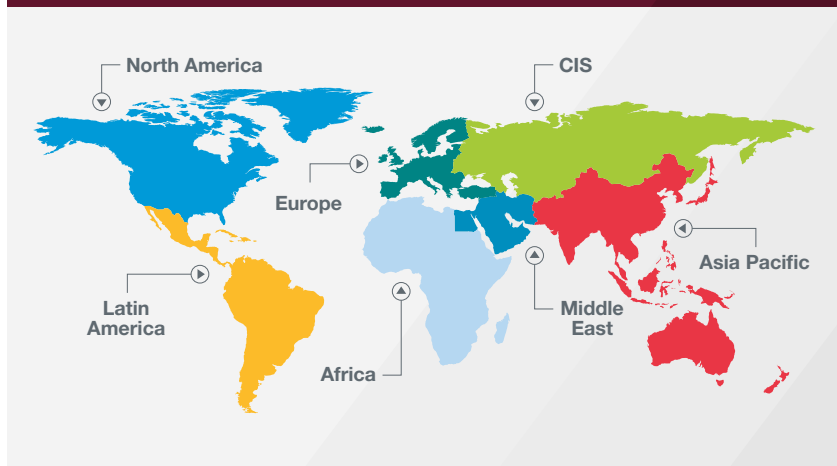 North America
CIS
Europe
Asia Pacific
Latin
America
Middle
East
Africa